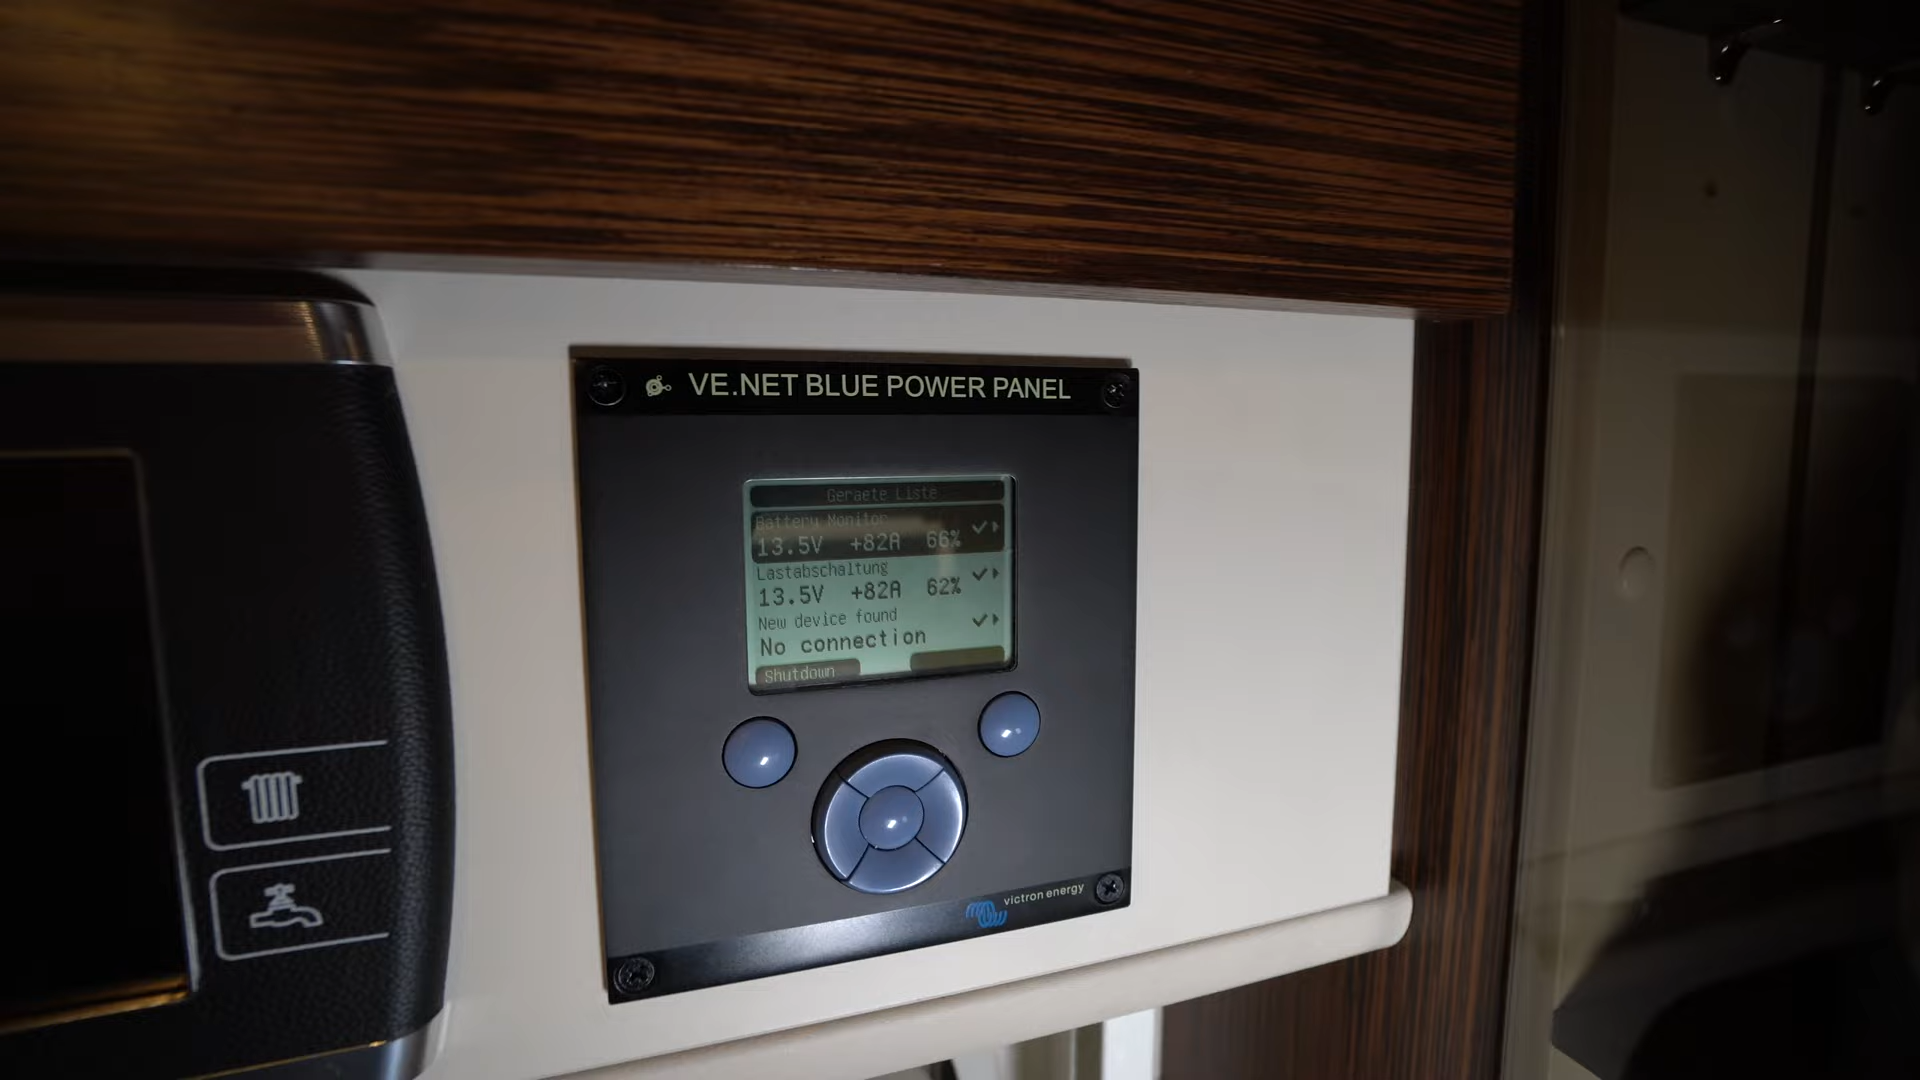 VE.NET BLUE POWER PANEL
Geraete Liste
Battery Monitor
13.5V +82A 66%
Lastabschaltung
13.5V +82A 62%
New device found
No connection
Shutdown
victron energy